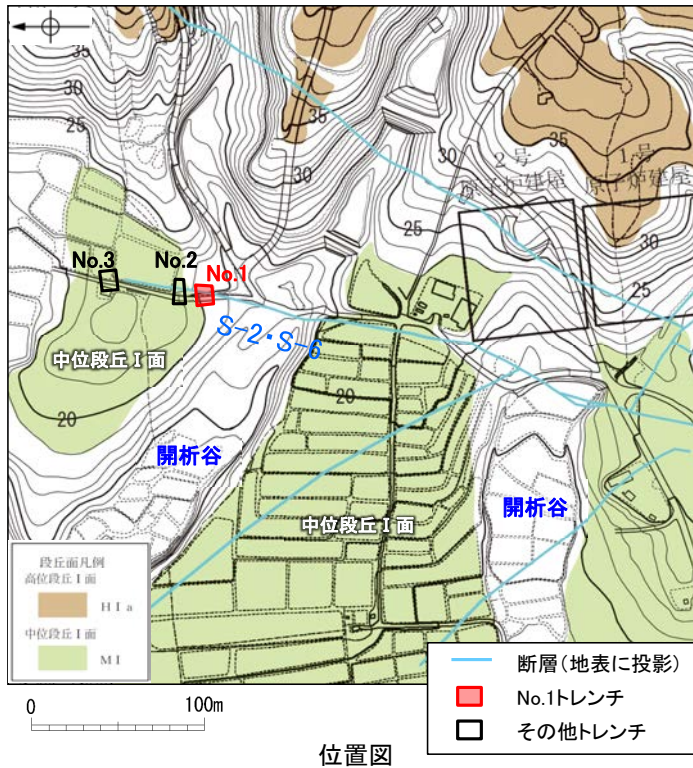 35
30
30
25
35
35
30
2号
原子炉建屋
1号
原子炉建屋
35
30
25
25
No.3
No.2
No.1
S-2・S-6
中位段丘Ⅰ面
20
20
開析谷
開析谷
中位段丘Ⅰ面
段丘面凡例
高位段丘Ⅰ面
HⅠa
中位段丘Ⅰ面
MⅠ
断層(地表に投影)
No.1トレンチ
その他トレンチ
0 100m
位置図